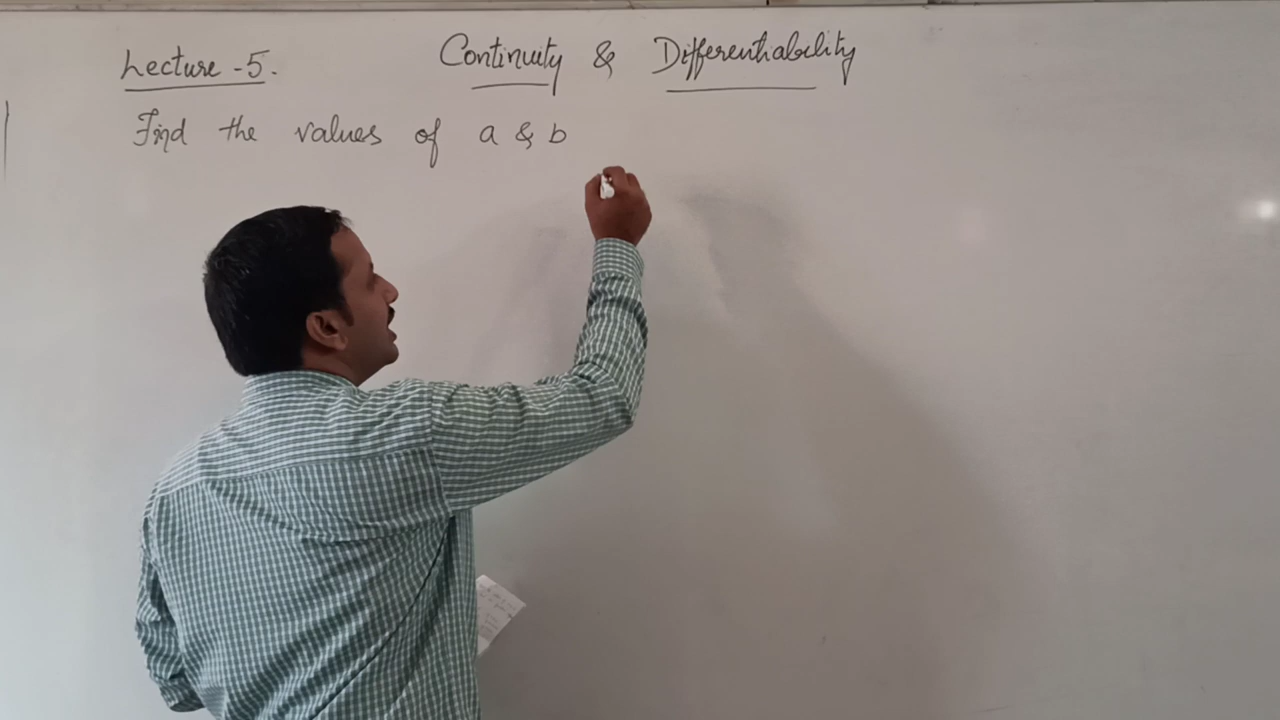 Lecture -5.
Continuity & Differentiability
Find the values of a & b